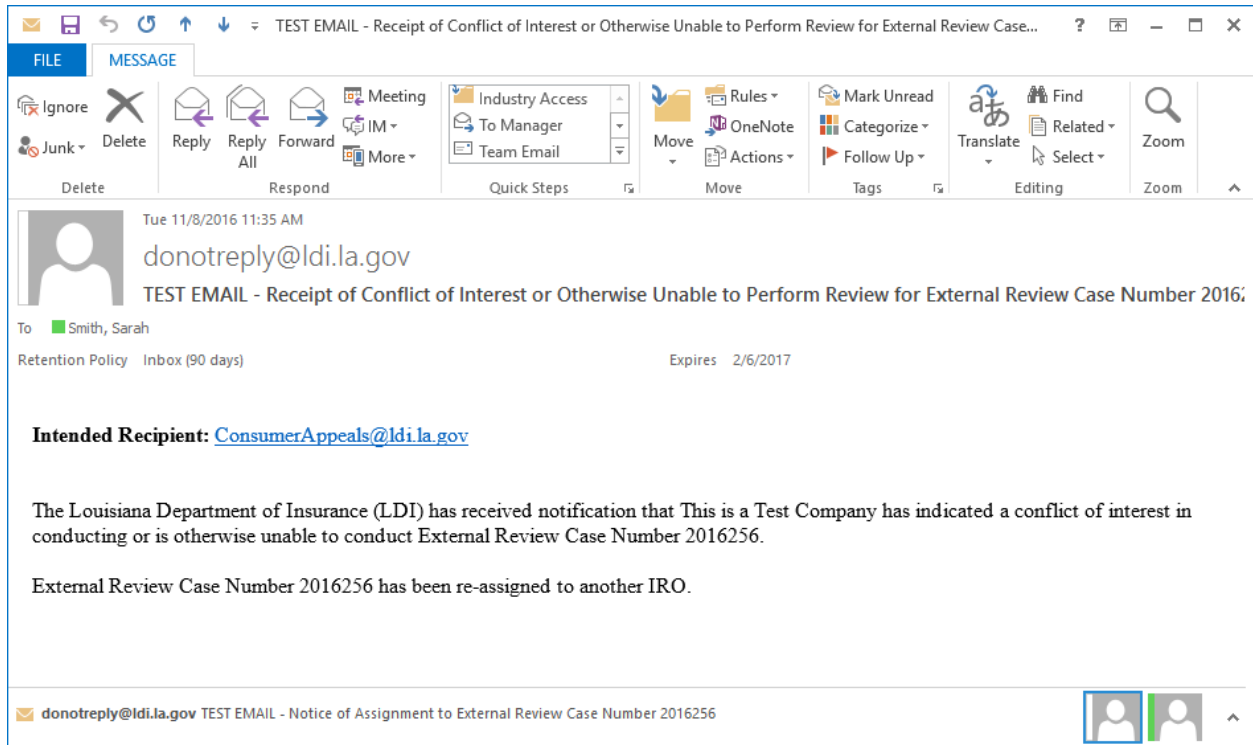 TEST EMAIL - Receipt of Conflict of Interest or Otherwise Unable to Perform Review for External Review Case... ?
FILE MESSAGE
Ignore
Junk
Delete
Reply
Reply All
Forward
Meeting
IM
More
Industry Access
To Manager
Team Email
Move
Rules
OneNote
Actions
Mark Unread
Categorize
Follow Up
Translate
Find
Related
Select
Zoom
Delete Respond Quick Steps Move Tags Editing Zoom
Tue 11/8/2016 11:35 AM
donotreply@ldi.la.gov
TEST EMAIL - Receipt of Conflict of Interest or Otherwise Unable to Perform Review for External Review Case Number 20162
To Smith, Sarah
Retention Policy Inbox (90 days) Expires 2/6/2017
Intended Recipient: ConsumerAppeals@ldi.la.gov
The Louisiana Department of Insurance (LDI) has received notification that This is a Test Company has indicated a conflict of interest in
conducting or is otherwise unable to conduct External Review Case Number 2016256.
External Review Case Number 2016256 has been re-assigned to another IRO.
donotreply@ldi.la.gov TEST EMAIL - Notice of Assignment to External Review Case Number 2016256